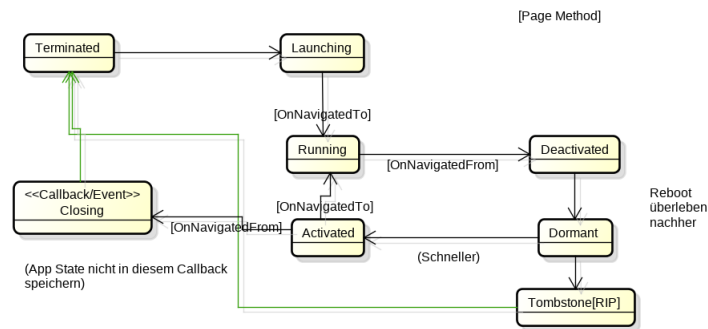 [Page Method]
Terminated
Launching
[OnNavigatedTo]
Running
Deactivated
[OnNavigatedFrom]
<<Callback/Event>>
Closing
[OnNavigatedTo]
Reboot
überleben
nachher
[OnNavigatedFrom]
Activated
Dormant
(Schneller)
(App State nicht in diesem Callback
speichern)
Tombstone[RIP]